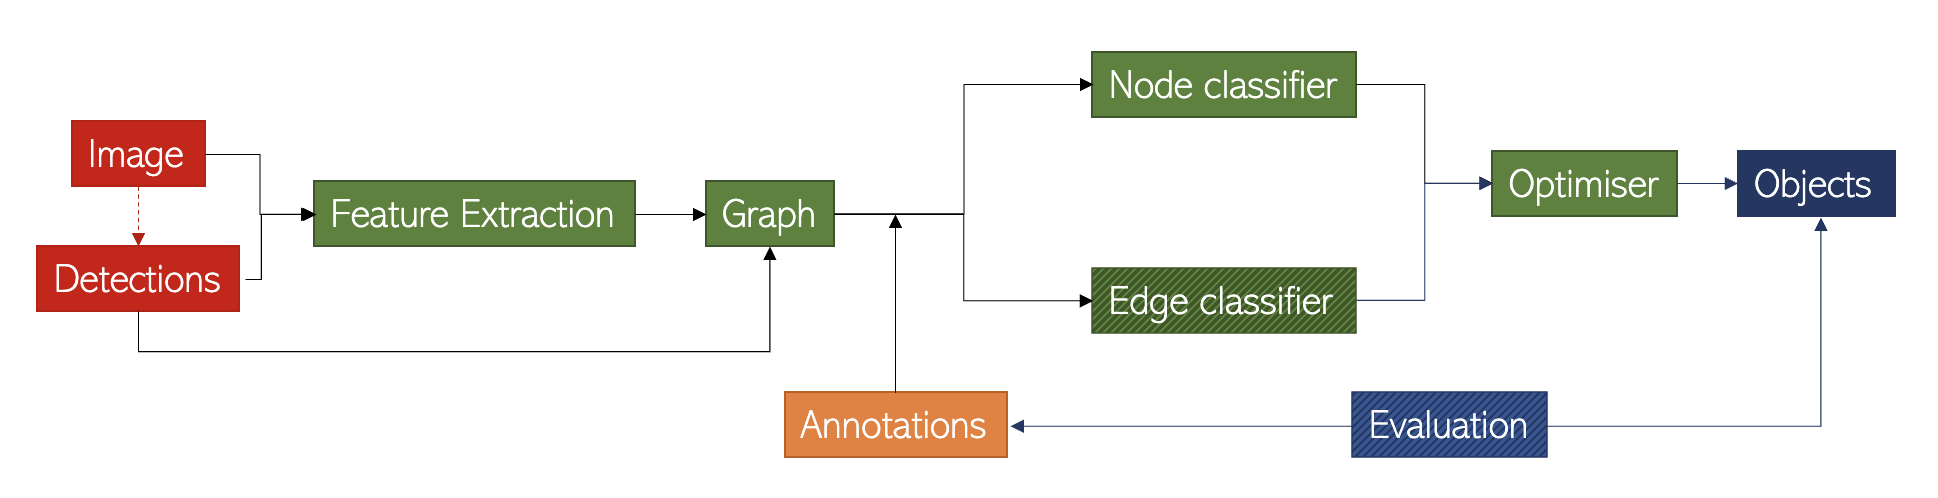 Image
Detections
Feature Extraction
Graph
Node classifier
Edge classifier
Optimiser
Objects
Annotations
Evaluation